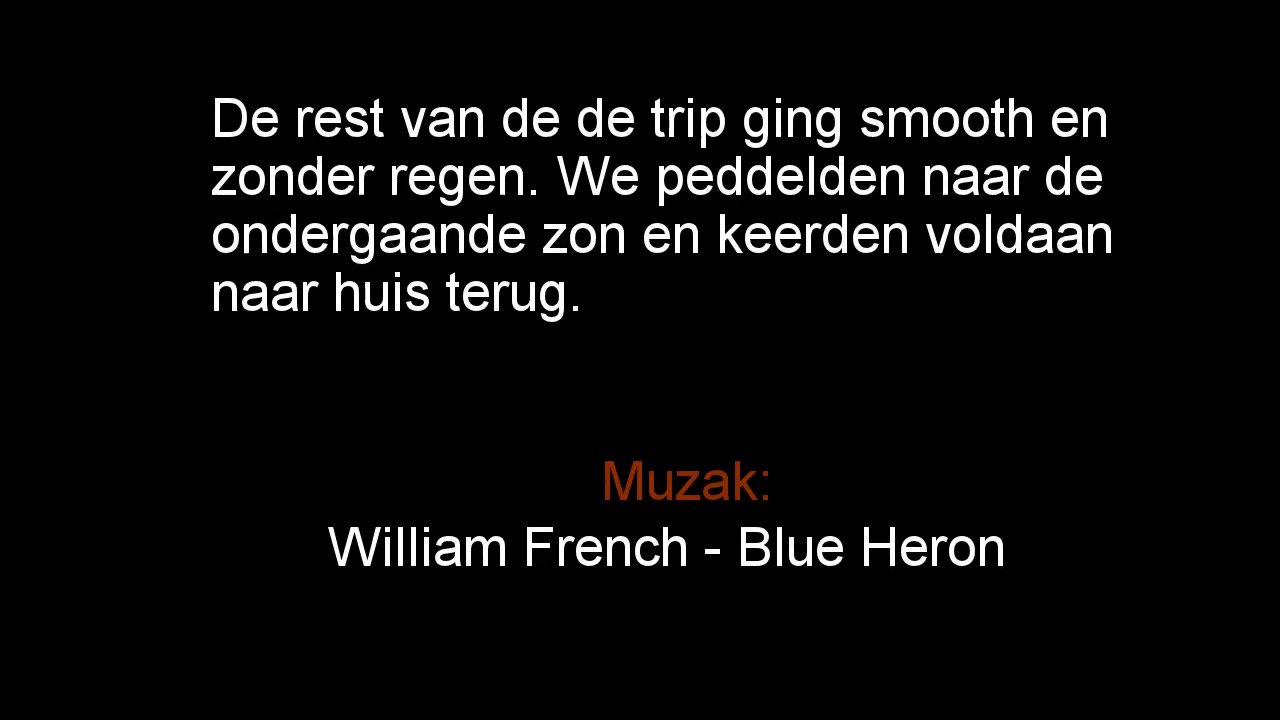 De rest van de de trip ging smooth en
zonder regen. We peddelden naar de
ondergaande zon en keerden voldaan
naar huis terug.
Muzak:
William French - Blue Heron